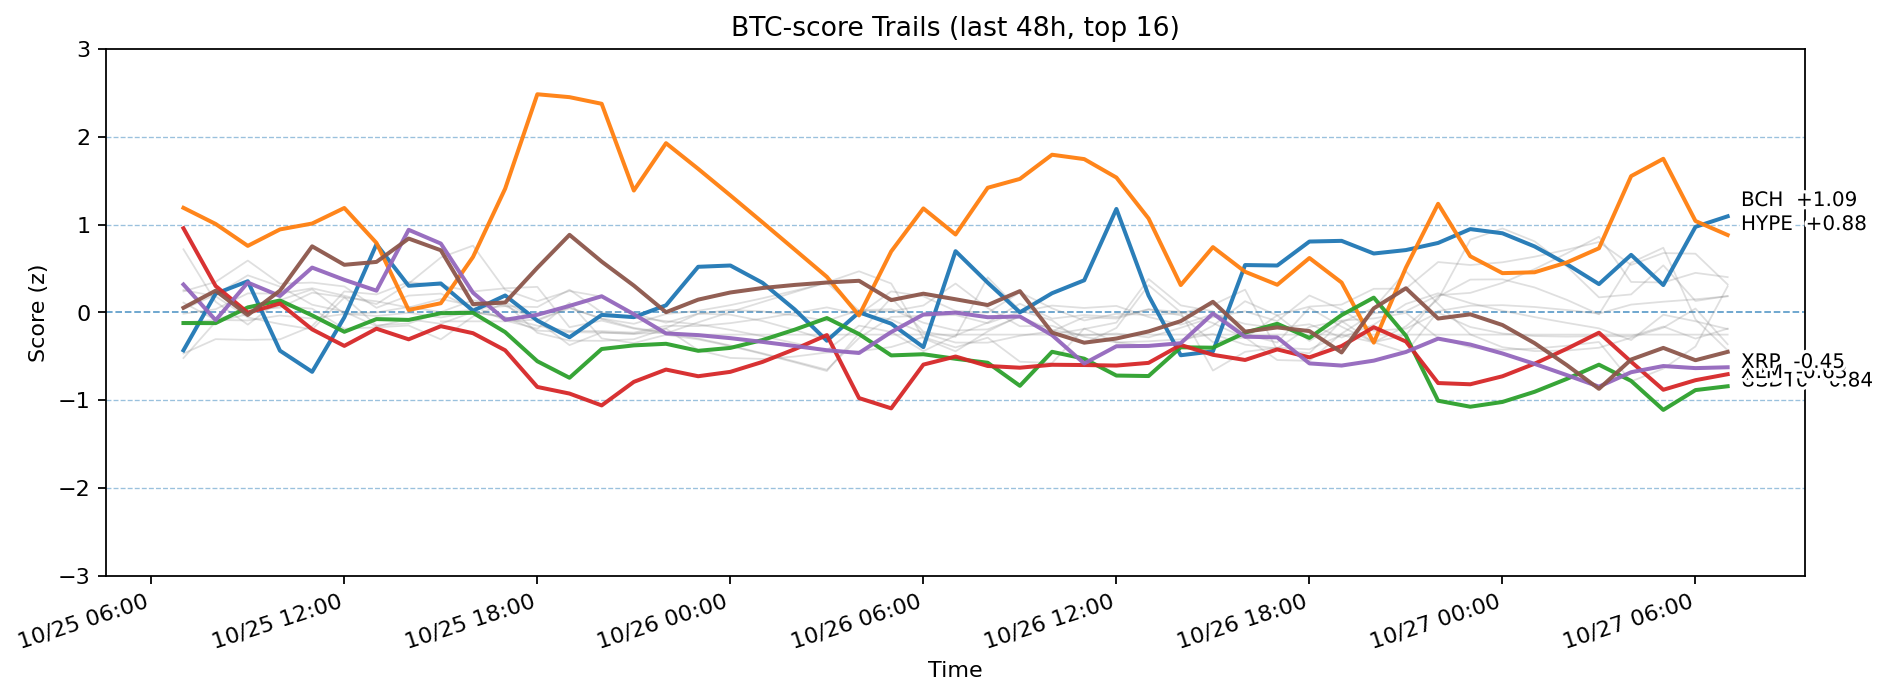 BTC-score Trails (last 48h, top 16)
3
2
1
0
−1
−2
−3
Score (z)
BCH +1.09
HYPE +0.88
XRP -0.45
10/25 06:00
10/25 12:00
10/25 18:00
10/26 00:00
10/26 06:00
10/26 12:00
10/26 18:00
10/27 00:00
10/27 06:00
Time